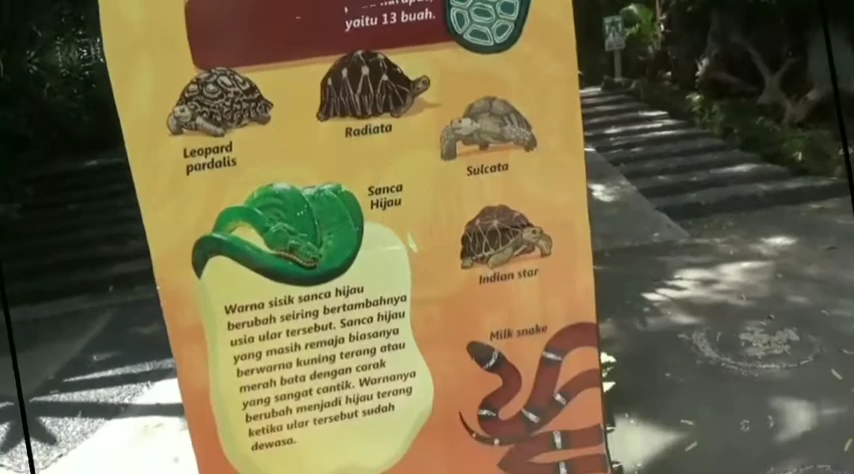 yaitu 13 buah.
Leopard
pardalis
Radiata
Sulcata
Sanca
Hijau
Indian star
Warna sisik sanca hijau
berubah seiring bertambahnya
usia ular tersebut. Sanca hijau
yang masih remaja biasanya
berwarna kuning terang atau
merah bata dengan corak
yang sangat cantik. Warnanya
berubah menjadi hijau terang
ketika ular tersebut sudah
dewasa.
Milk snake